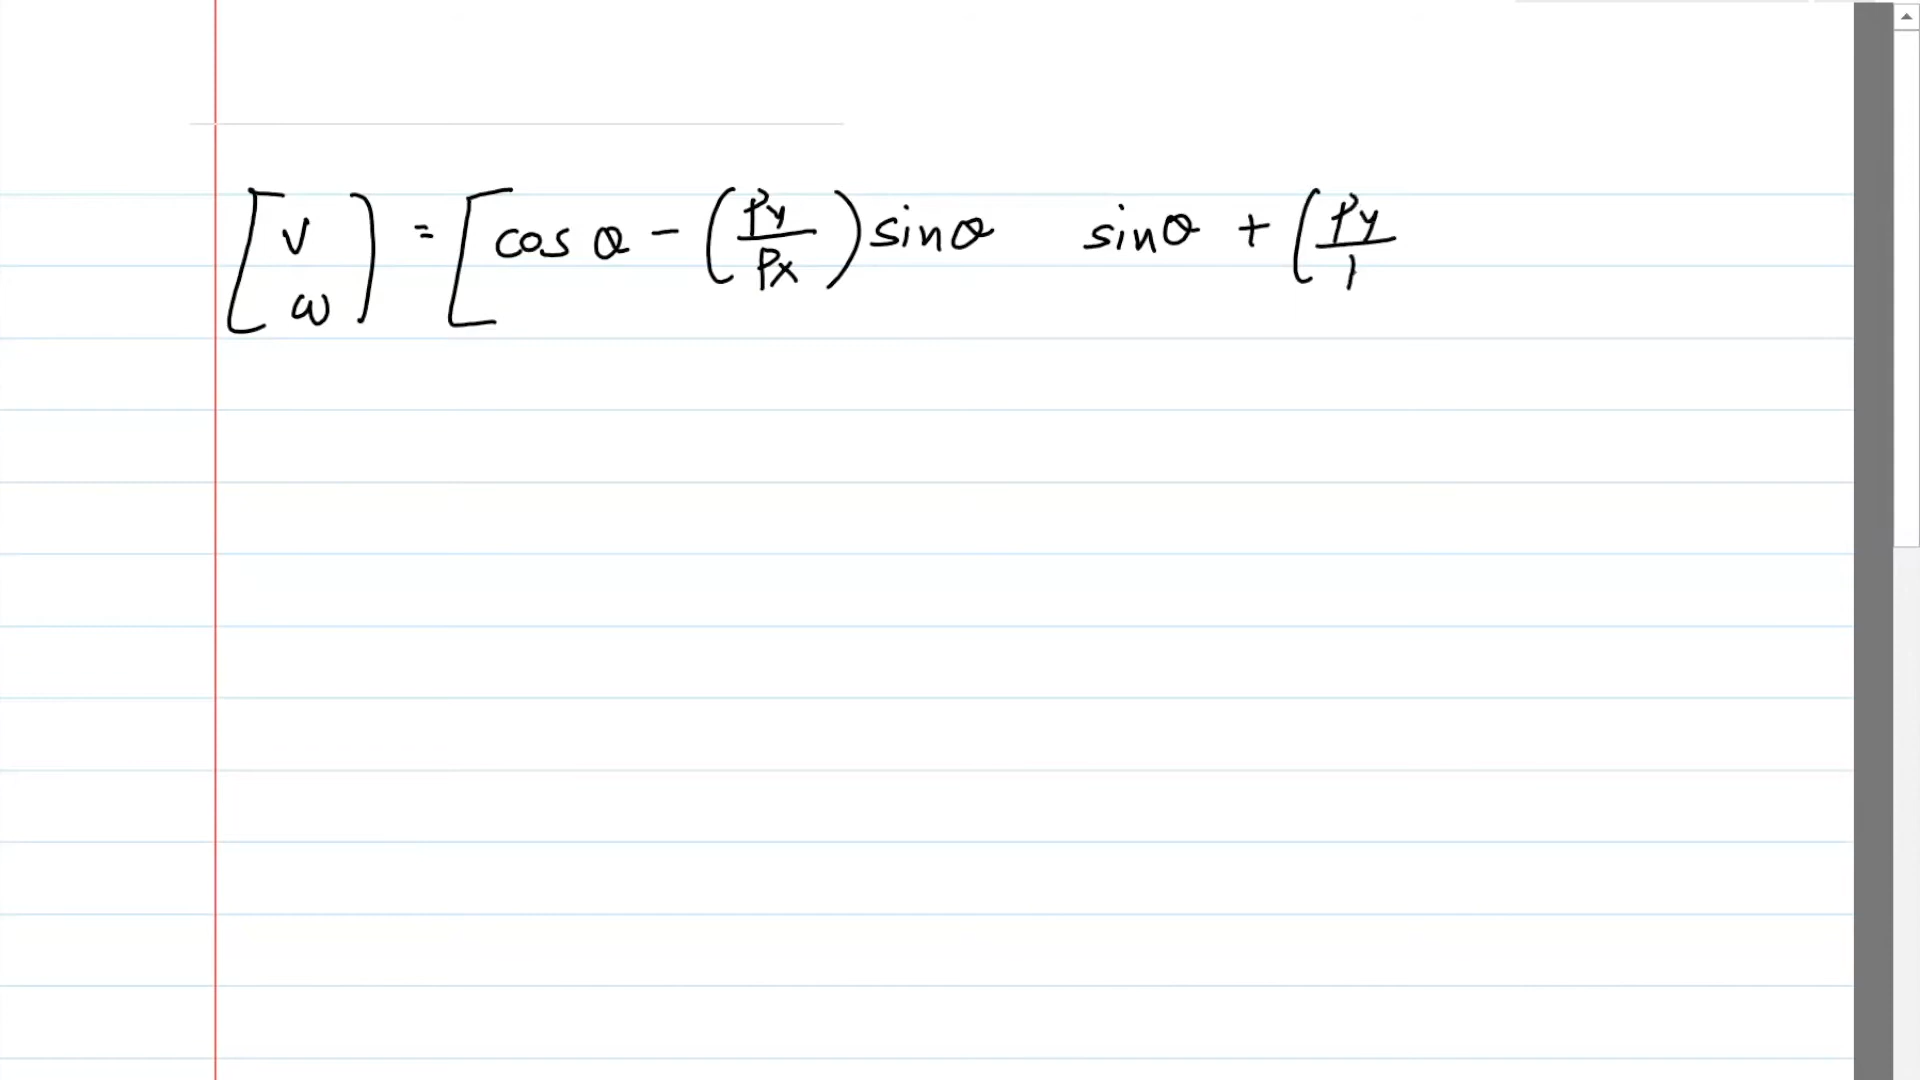 [v ω] = [cos θ - (Py/Px) sin θ sin θ + (Py/